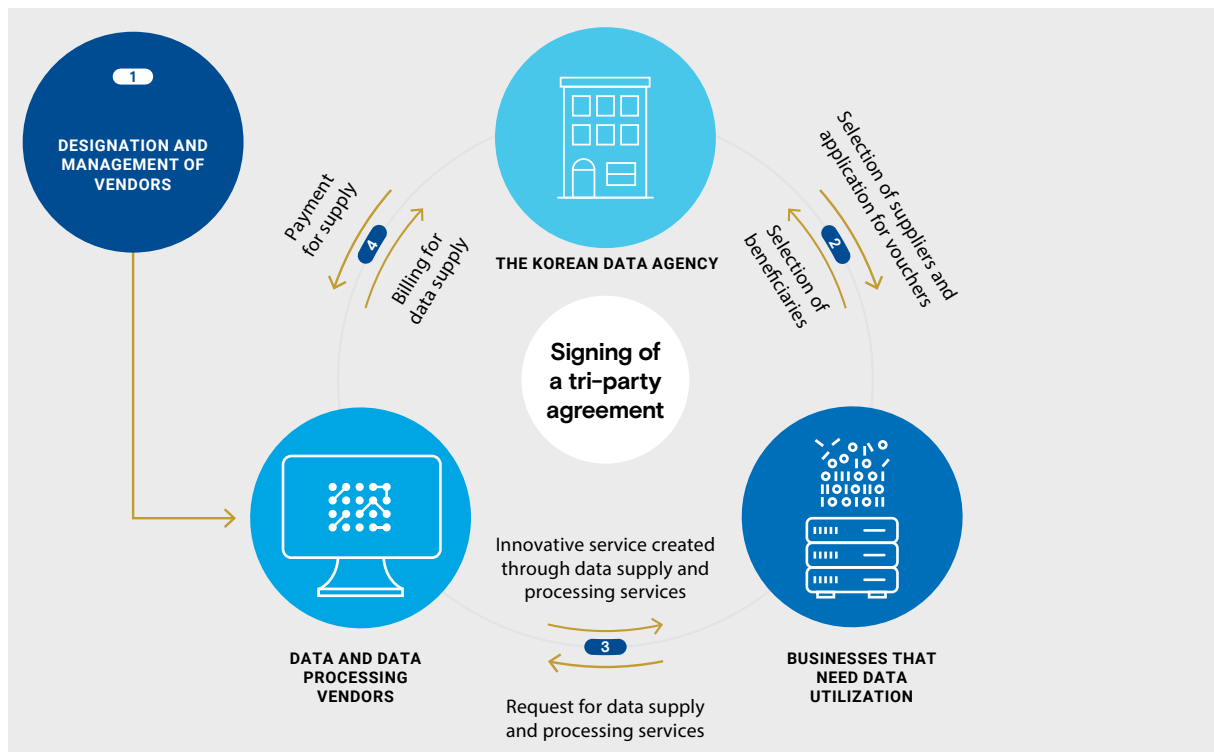 1
DESIGNATION AND
MANAGEMENT OF
VENDORS
THE KOREAN DATA AGENCY
Payment
for supply
4
Billing for
data supply
Selection of suppliers and
application for vouchers
2
Selection of
beneficiaries
Signing of
a tri-party
agreement
Innovative service created
through data supply and
processing services
3
Request for data supply
and processing services
DATA AND DATA
PROCESSING
VENDORS
BUSINESSES THAT
NEED DATA
UTILIZATION